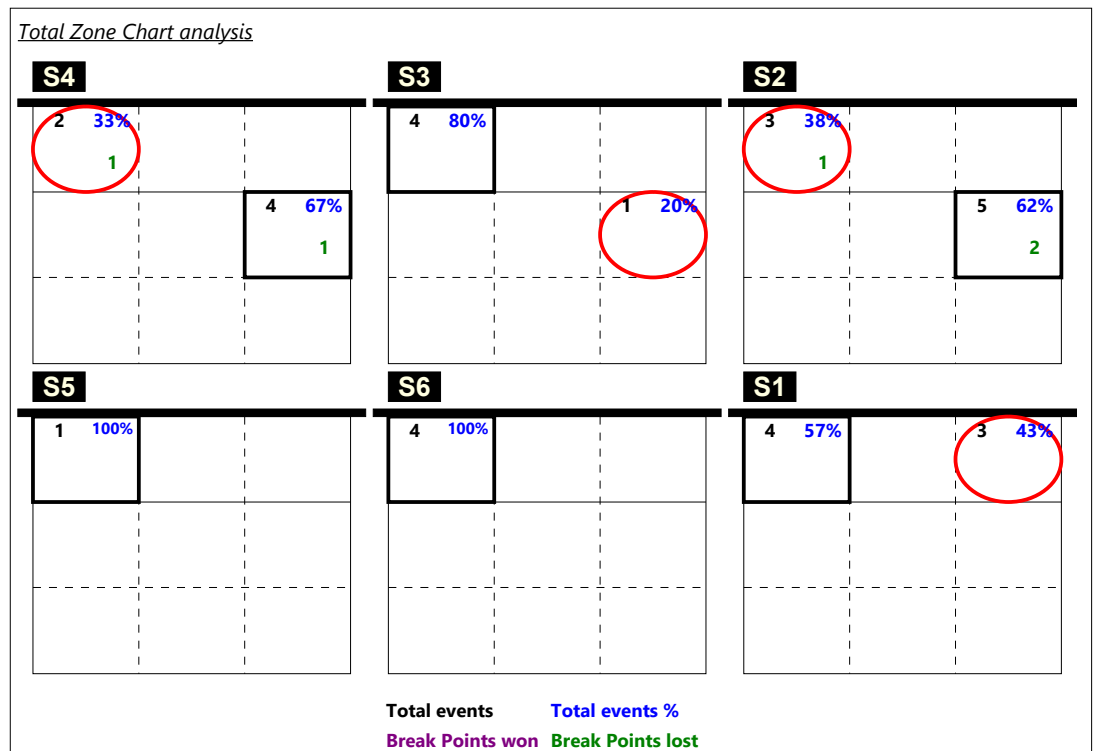 Total Zone Chart analysis
S4 S3 S2
2 33% 4 80% 3 38%
1 1
4 67% 1 20% 5 62%
1 2
S5 S6 S1
1 100% 4 100% 4 57% 3 43%
Total events Total events %
Break Points won Break Points lost